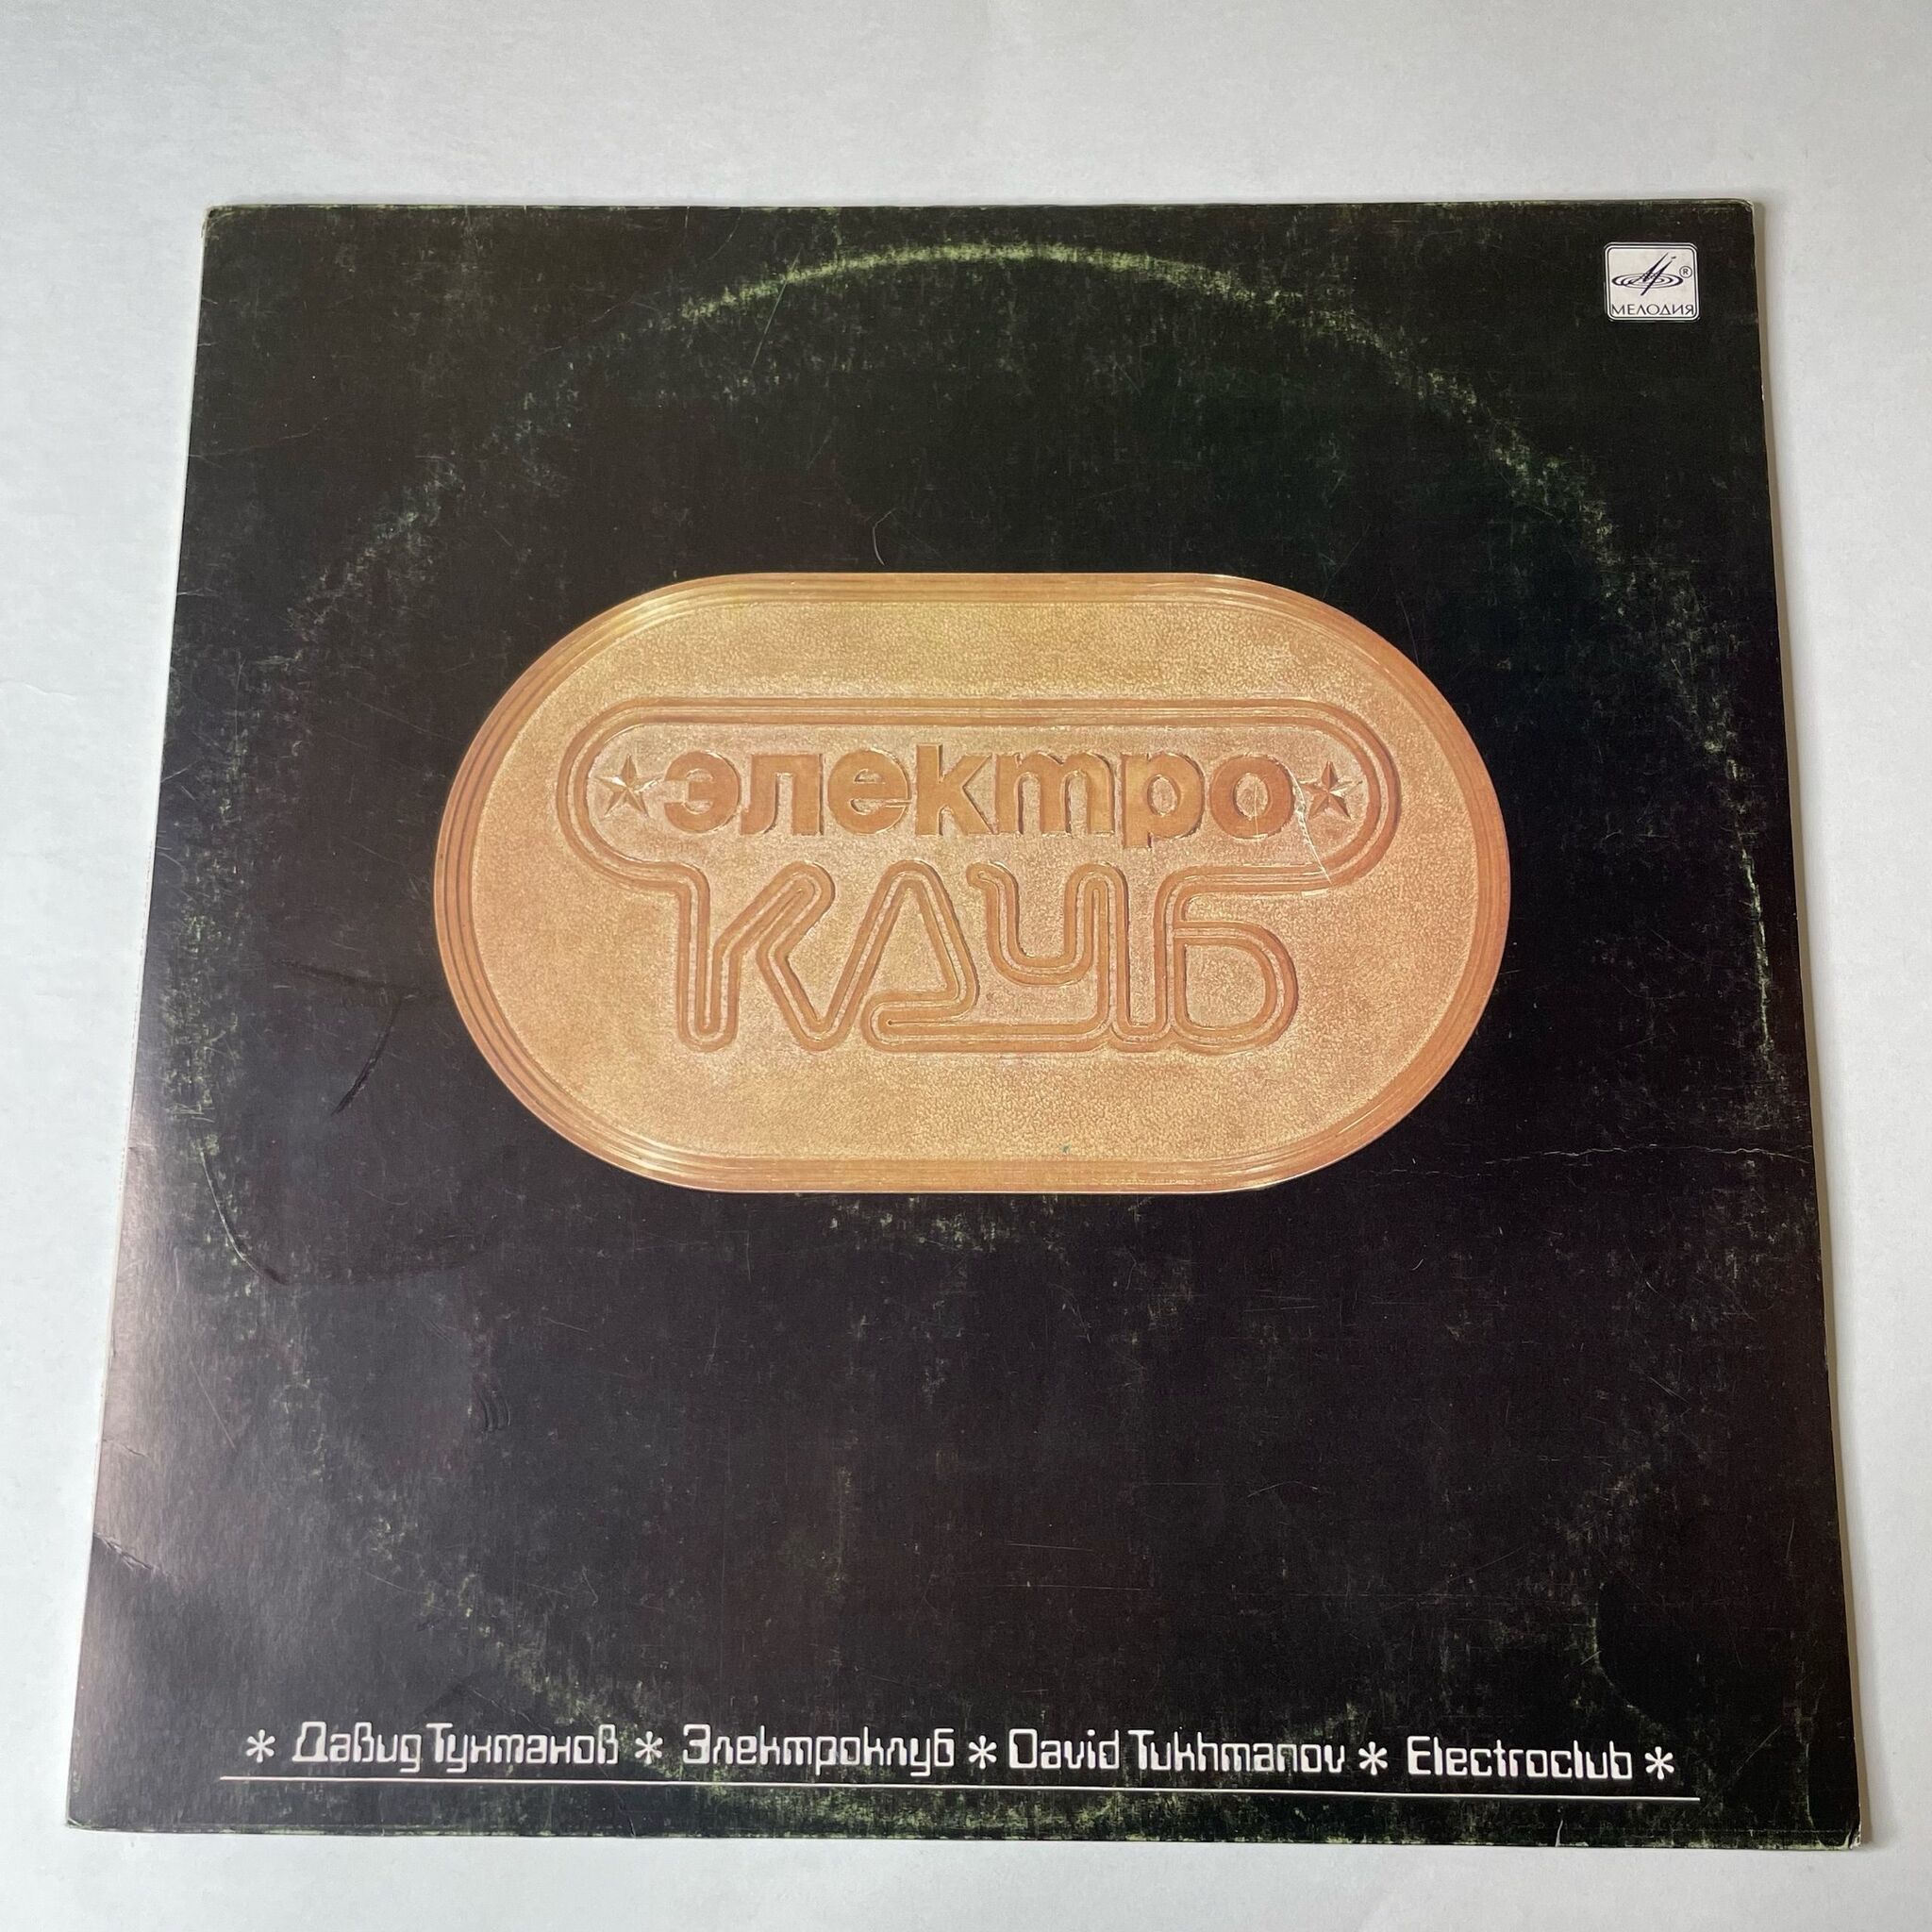 ® МЕЛОДИЯ
электро
КЛУБ
* Давид Тухманов * Электроклуб * David Tukhmanov * Electroclub *